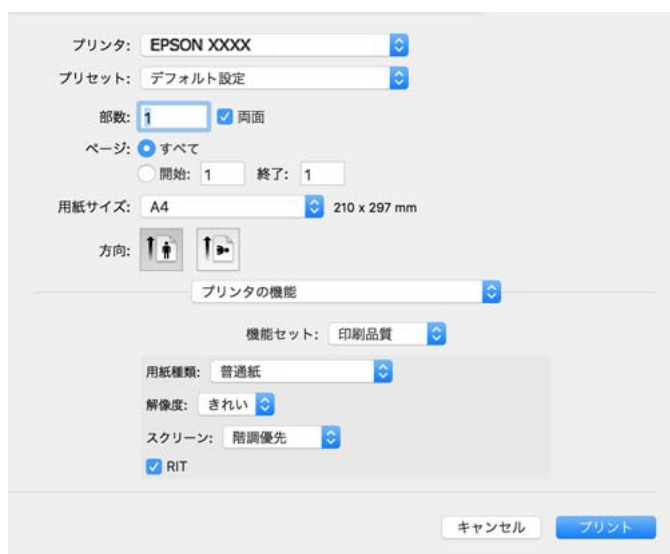 プリンタ: EPSON XXXX
プリセット: デフォルト設定
部数: 1 両面
ページ: すべて
開始: 1 終了: 1
用紙サイズ: A4 210 x 297 mm
方向:
プリンタの機能
機能セット: 印刷品質
用紙種類: 普通紙
解像度: きれい
スクリーン: 階調優先
RIT
キャンセル プリント